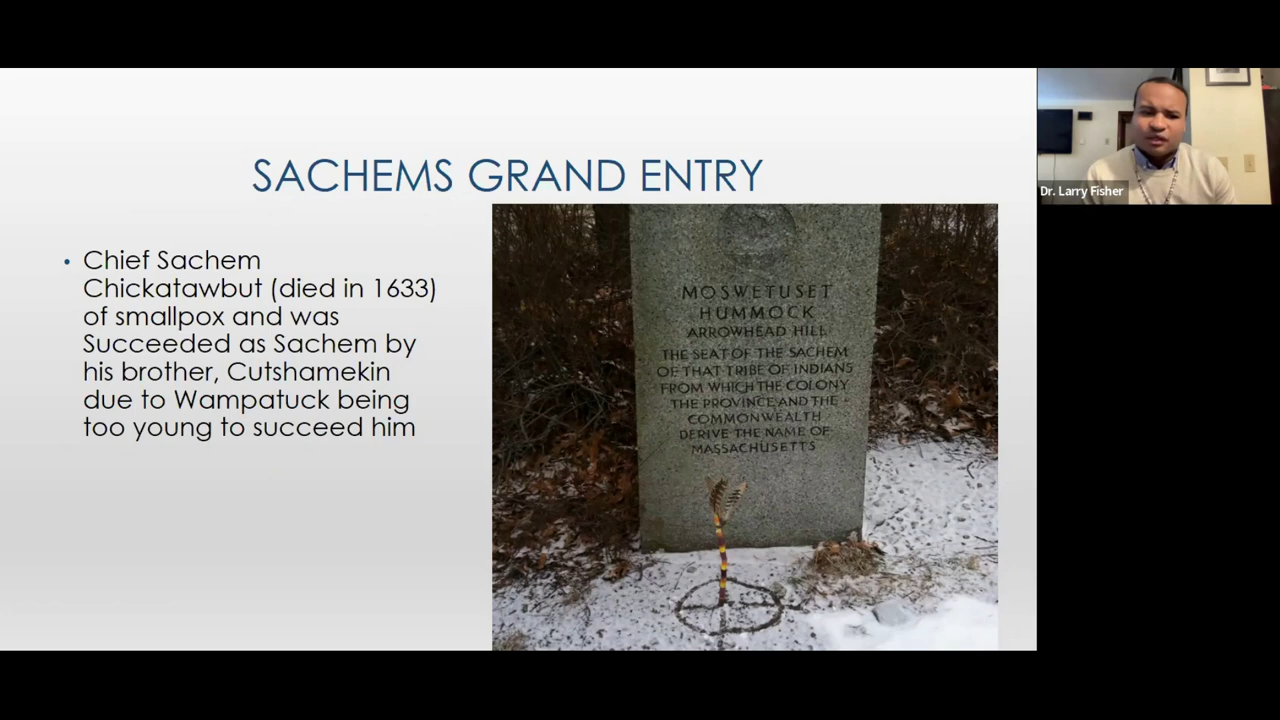 SACHEMS GRAND ENTRY
• Chief Sachem
Chickatawbut (died in 1633)
of smallpox and was
Succeeded as Sachem by
his brother, Cutshamekin
due to Wampatuck being
too young to succeed him
MOSWETUSET
HUMMOCK
ARROWHEAD HILL
THE SEAT OF THE SACHEM
OF THAT TRIBE OF INDIANS
FROM WHICH THE COLONY
THE PROVINCE AND THE
COMMONWEALTH
DERIVE THE NAME OF
MASSACHUSETTS
Dr. Larry Fisher